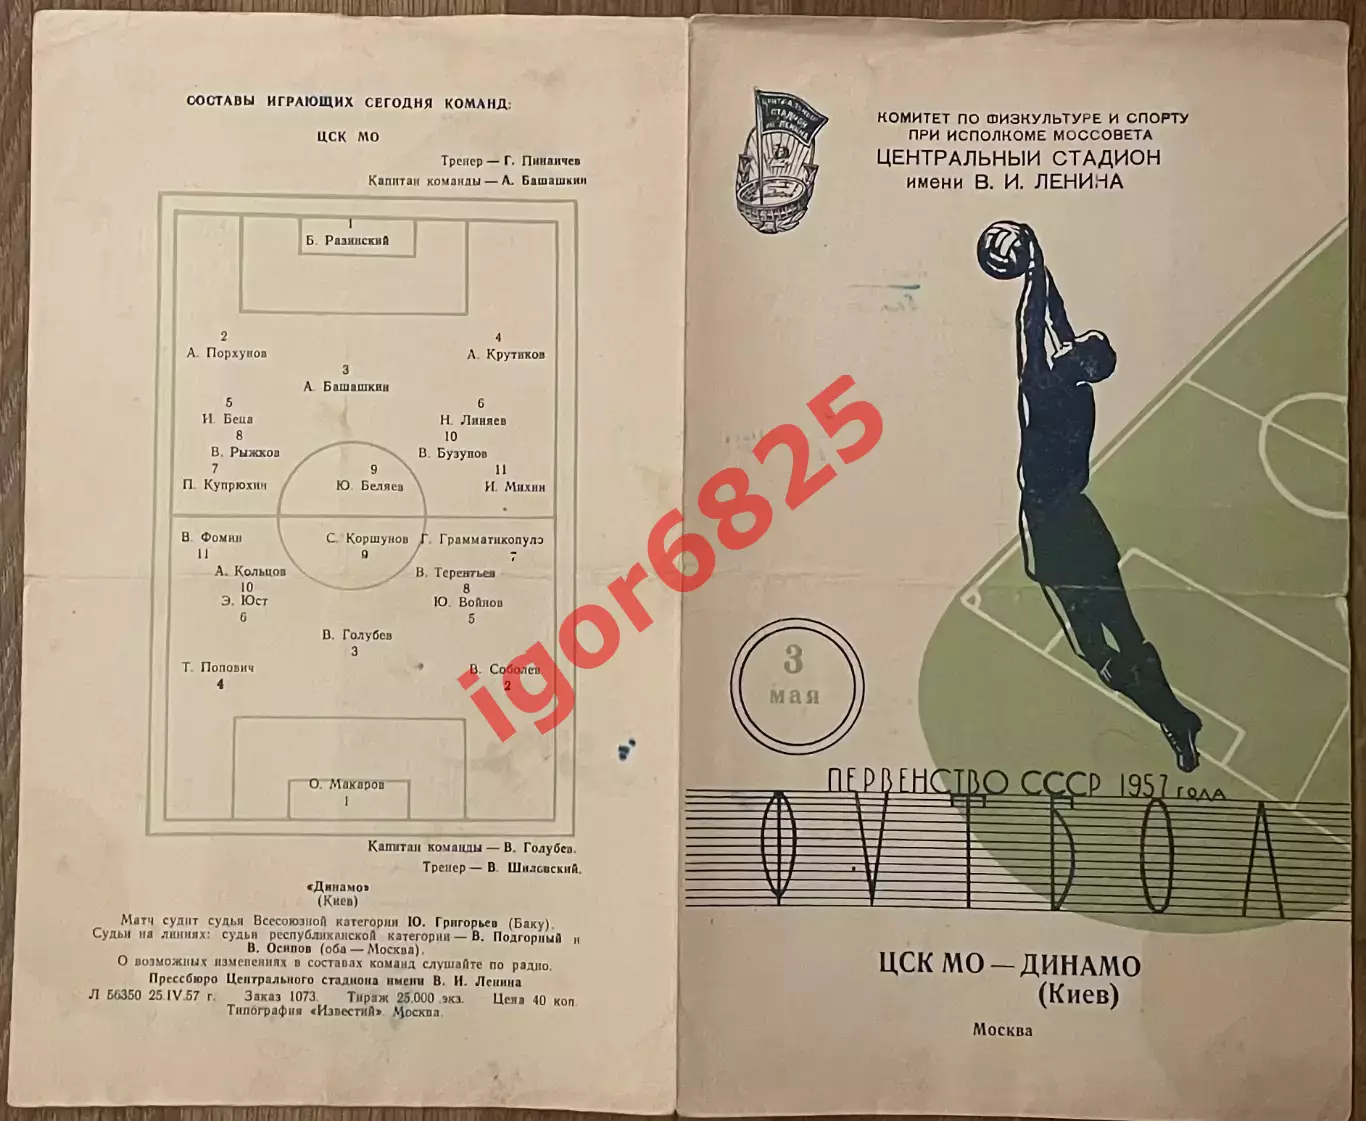 СОСТАВЫ ИГРАЮЩИХ СЕГОДНЯ КОМАНД:
ЦСК МО
Тренер — Г. Пинаичев
Капитан команды — А. Башашкин
1
Б. Разинский
2
А. Порхунов
4
А. Крутиков
3
А. Башашкин
5
И. Беца
6
Н. Линяев
8
В. Рыжков
10
В. Бузунов
7
П. Купрюхин
9
Ю. Беляев
11
И. Михин
В. Фомин
11
С. Коршунов
9
Г. Грамматикопуло
7
А. Кольцов
10
В. Терентьев
8
Э. Юст
6
Ю. Войнов
5
В. Голубев
3
Т. Попович
4
В. Соболев
2
О. Макаров
1
Капитан команды — В. Голубев.
Тренер — В. Шиловский.
«Динамо»
(Киев)
Матч судит судья Всесоюзной категории Ю. Григорьев (Баку).
Судьи на линиях: судьи республиканской категории — В. Подгорный и
В. Осипов (оба — Москва).
О возможных изменениях в составах команд слушайте по радио.
Прессбюро Центрального стадиона имени В. И. Ленина
Л 56350 25.IV.57 г. Заказ 1073. Тираж 25.000 экз. Цена 40 коп.
Типография «Известий». Москва.
ЦЕНТРАЛЬНЫЙ
СТАДИОН
ИМ. ЛЕНИНА
КОМИТЕТ ПО ФИЗКУЛЬТУРЕ И СПОРТУ
ПРИ ИСПОЛКОМЕ МОССОВЕТА
ЦЕНТРАЛЬНЫЙ СТАДИОН
имени В. И. ЛЕНИНА
3
мая
ПЕРВЕНСТВО СССР 1957 ГОДА
ФУТБОЛ
ЦСК МО — ДИНАМО
(Киев)
Москва
igor6825